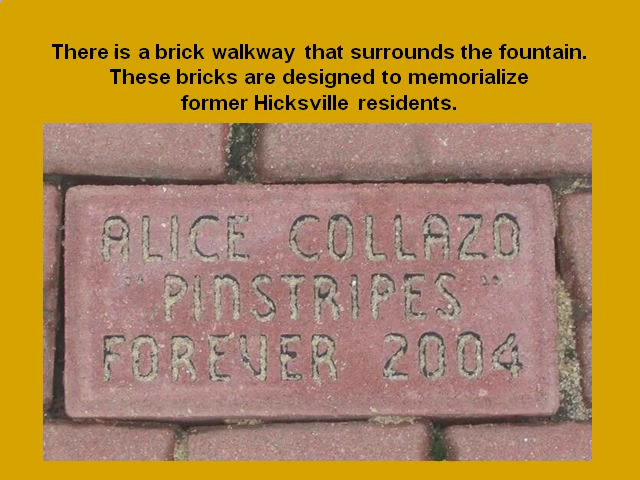 There is a brick walkway that surrounds the fountain.
These bricks are designed to memorialize
former Hicksville residents.
ALICE COLLAZO
"PINSTRIPES"
FOREVER 2004